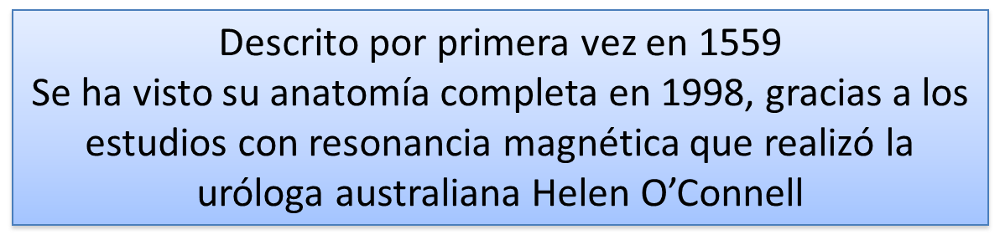 Descrito por primera vez en 1559
Se ha visto su anatomía completa en 1998, gracias a los
estudios con resonancia magnética que realizó la
uróloga australiana Helen O’Connell